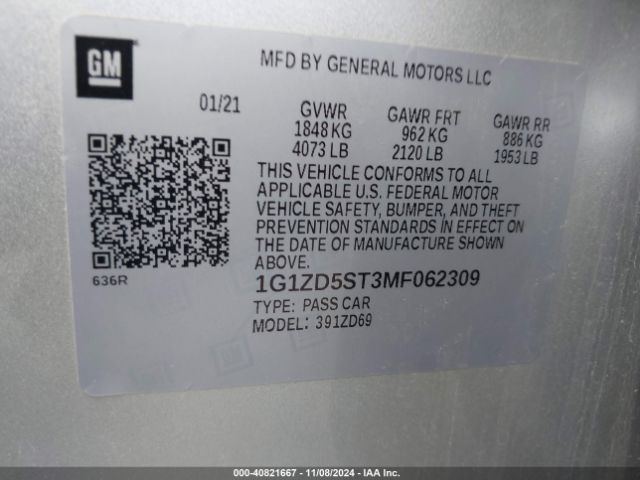 GM
MFD BY GENERAL MOTORS LLC
01/21
GVWR
1848 KG
4073 LB
GAWR FRT
962 KG
2120 LB
GAWR RR
886 KG
1953 LB
THIS VEHICLE CONFORMS TO ALL
APPLICABLE U.S. FEDERAL MOTOR
VEHICLE SAFETY, BUMPER, AND THEFT
PREVENTION STANDARDS IN EFFECT ON
THE DATE OF MANUFACTURE SHOWN
ABOVE.
636R
1G1ZD5ST3MF062309
TYPE: PASS CAR
MODEL: 391ZD69
000-40821667 - 11/08/2024 - IAA Inc.